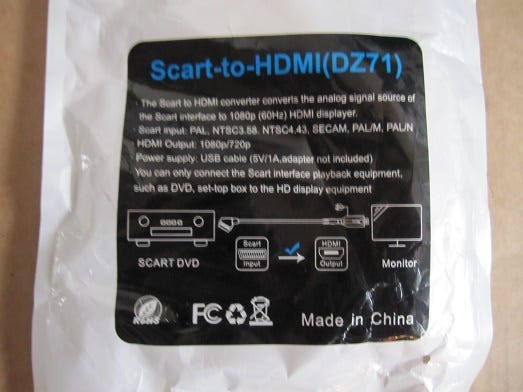 Scart-to-HDMI(DZ71)
· The Scart to HDMI converter converts the analog signal source of
the Scart interface to 1080p (60Hz) HDMI displayer.
· Scart input: PAL, NTSC3.58, NTSC4.43, SECAM, PAL/M, PAL/N
HDMI Output: 1080p/720p
Power supply: USB cable (5V/1A,adapter not included)
You can only connect the Scart interface playback equipment,
such as DVD, set-top box to the HD display equipment
Scart
Input
HDMI
Output
SCART DVD
Monitor
RoHS
FC
Made in China